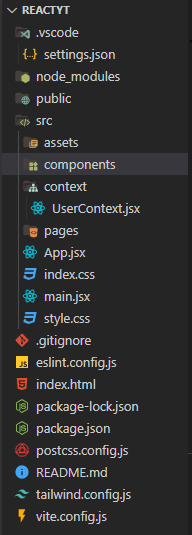 REACTYT
.vscode
settings.json
node_modules
public
src
assets
components
context
UserContext.jsx
pages
App.jsx
index.css
main.jsx
style.css
.gitignore
eslint.config.js
index.html
package-lock.json
package.json
postcss.config.js
README.md
tailwind.config.js
vite.config.js